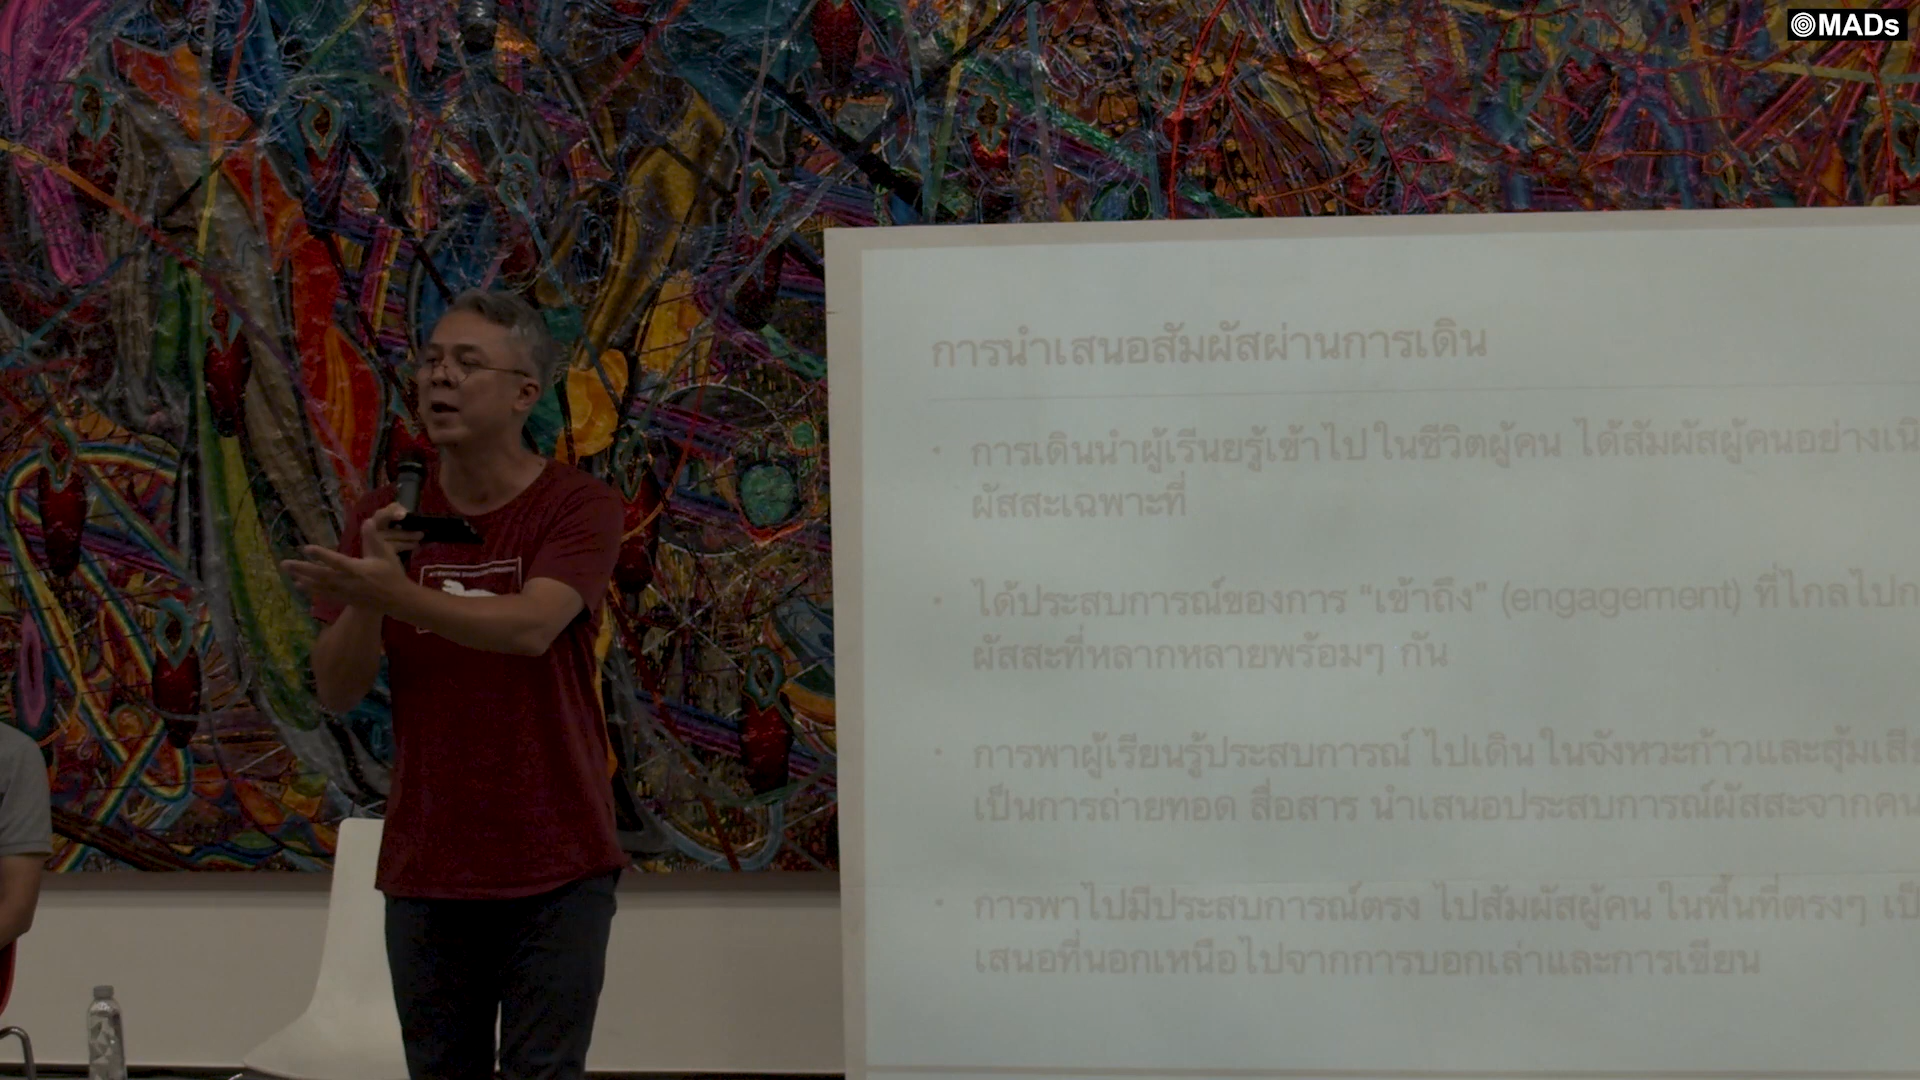 MADs
การนำเสนอสัมผัสผ่านการเดิน
• การเดินนำผู้เรีนยรู้เข้าไปในชีวิตผู้คน ได้สัมผัสผู้คนอย่าง
ผัสสะเฉพาะที่
• ได้ประสบการณ์ของการ “เข้าถึง” (engagement) ที่ไกลไป
ผัสสะที่หลากหลายพร้อมๆ กัน
• การพาผู้เรียนรู้ประสบการณ์ ไปเดินในจังหวะก้าวและสุ้ม
เป็นการถ่ายทอด สื่อสาร นำเสนอประสบการณ์ผัสสะจากคน
• การพาไปมีประสบการณ์ตรง ไปสัมผัสผู้คนในพื้นที่ตรงๆ
เสนอที่นอกเหนือไปจากการบอกเล่าและการเขียน